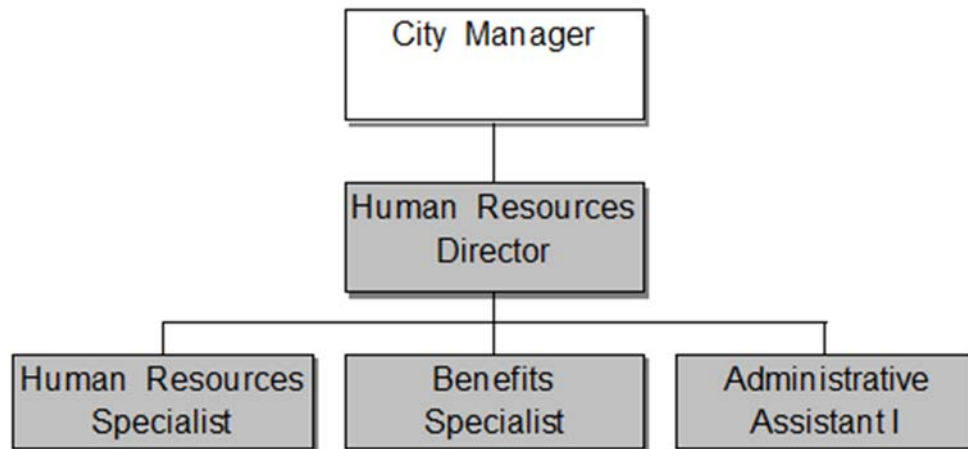 City Manager
Human Resources
Director
Human Resources
Specialist
Benefits
Specialist
Administrative
Assistant I